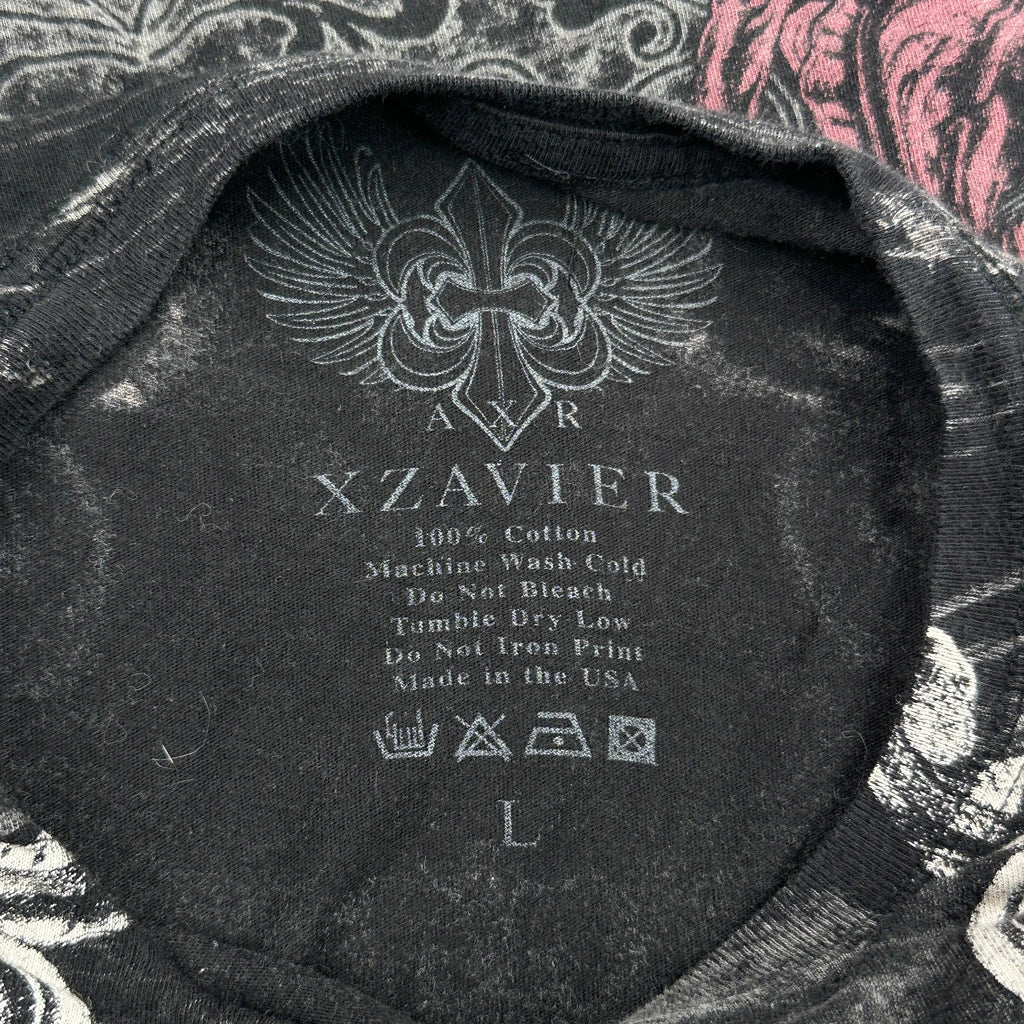 A X R
XZAVIER
100% Cotton
Machine Wash Cold
Do Not Bleach
Tumble Dry Low
Do Not Iron Print
Made in the USA
L